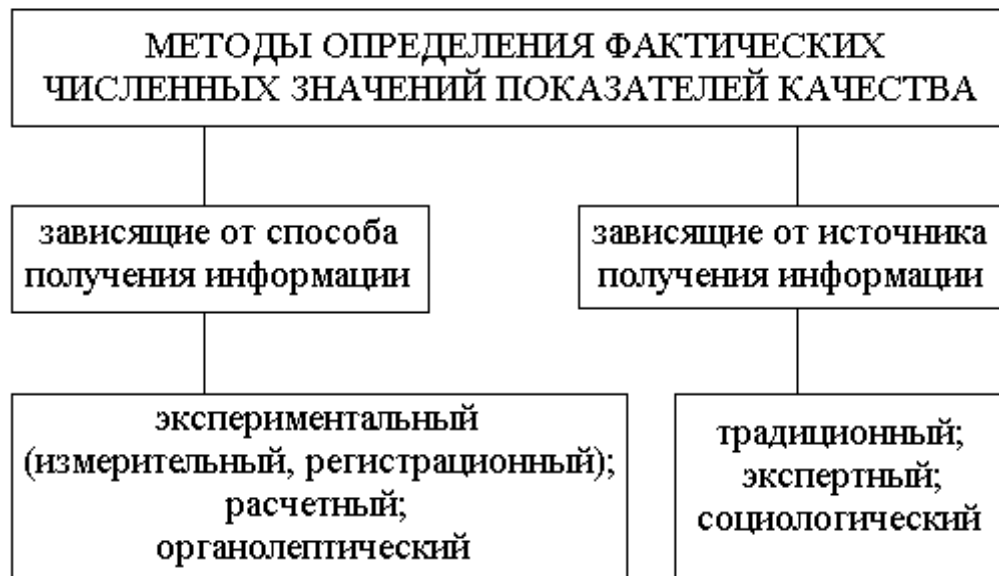 МЕТОДЫ ОПРЕДЕЛЕНИЯ ФАКТИЧЕСКИХ
ЧИСЛЕННЫХ ЗНАЧЕНИЙ ПОКАЗАТЕЛЕЙ КАЧЕСТВА
зависящие от способа
получения информации
зависящие от источника
получения информации
экспериментальный
(измерительный, регистрационный);
расчетный;
органолептический
традиционный;
экспертный;
социологический